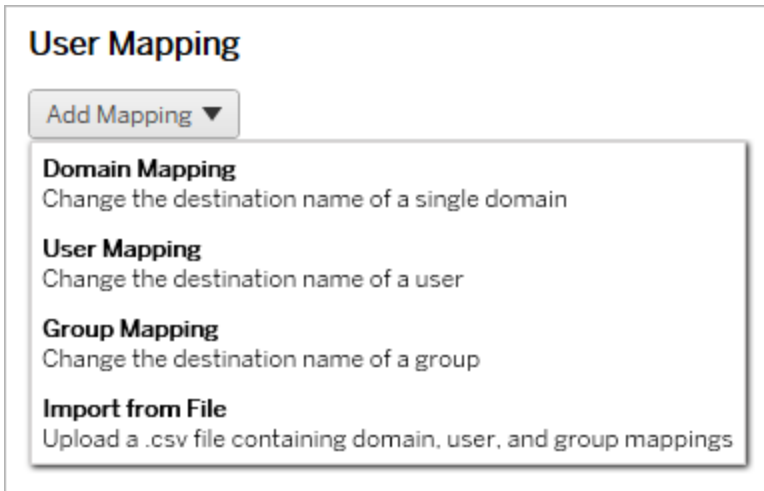 User Mapping
Add Mapping ▼
Domain Mapping
Change the destination name of a single domain
User Mapping
Change the destination name of a user
Group Mapping
Change the destination name of a group
Import from File
Upload a .csv file containing domain, user, and group mappings